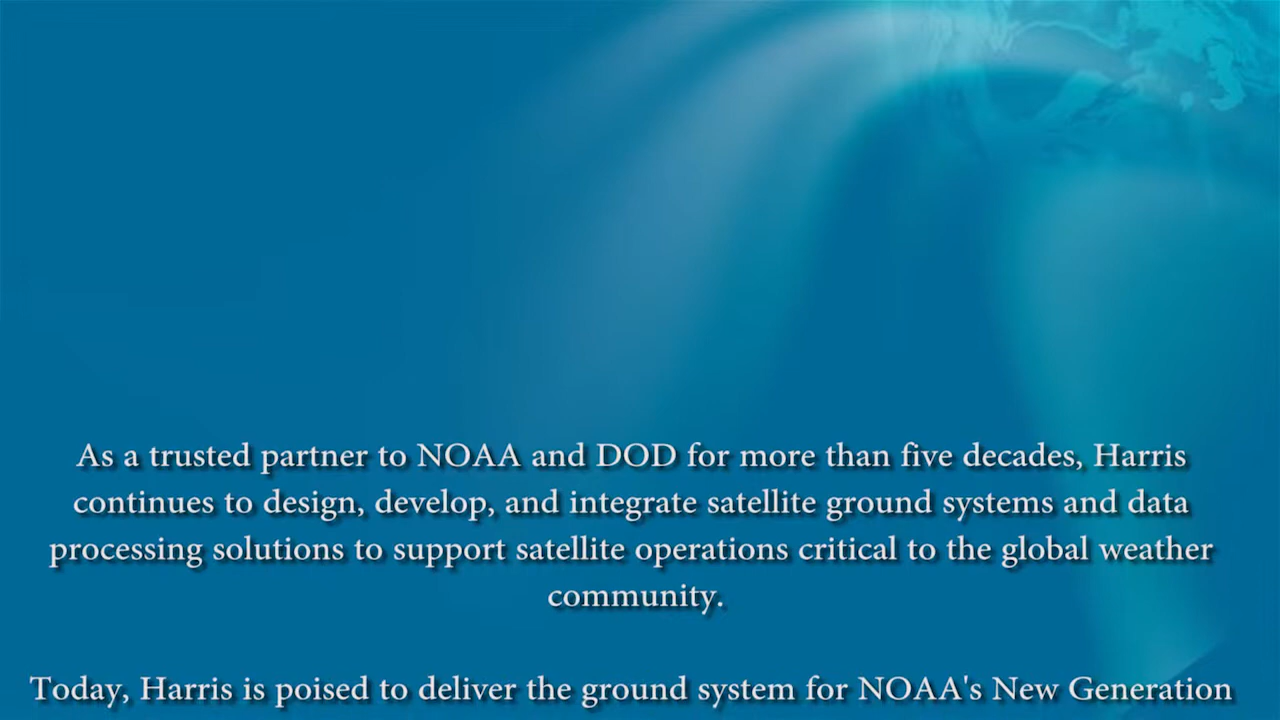 As a trusted partner to NOAA and DOD for more than five decades, Harris
continues to design, develop, and integrate satellite ground systems and data
processing solutions to support satellite operations critical to the global weather
community.
Today, Harris is poised to deliver the ground system for NOAA's New Generation